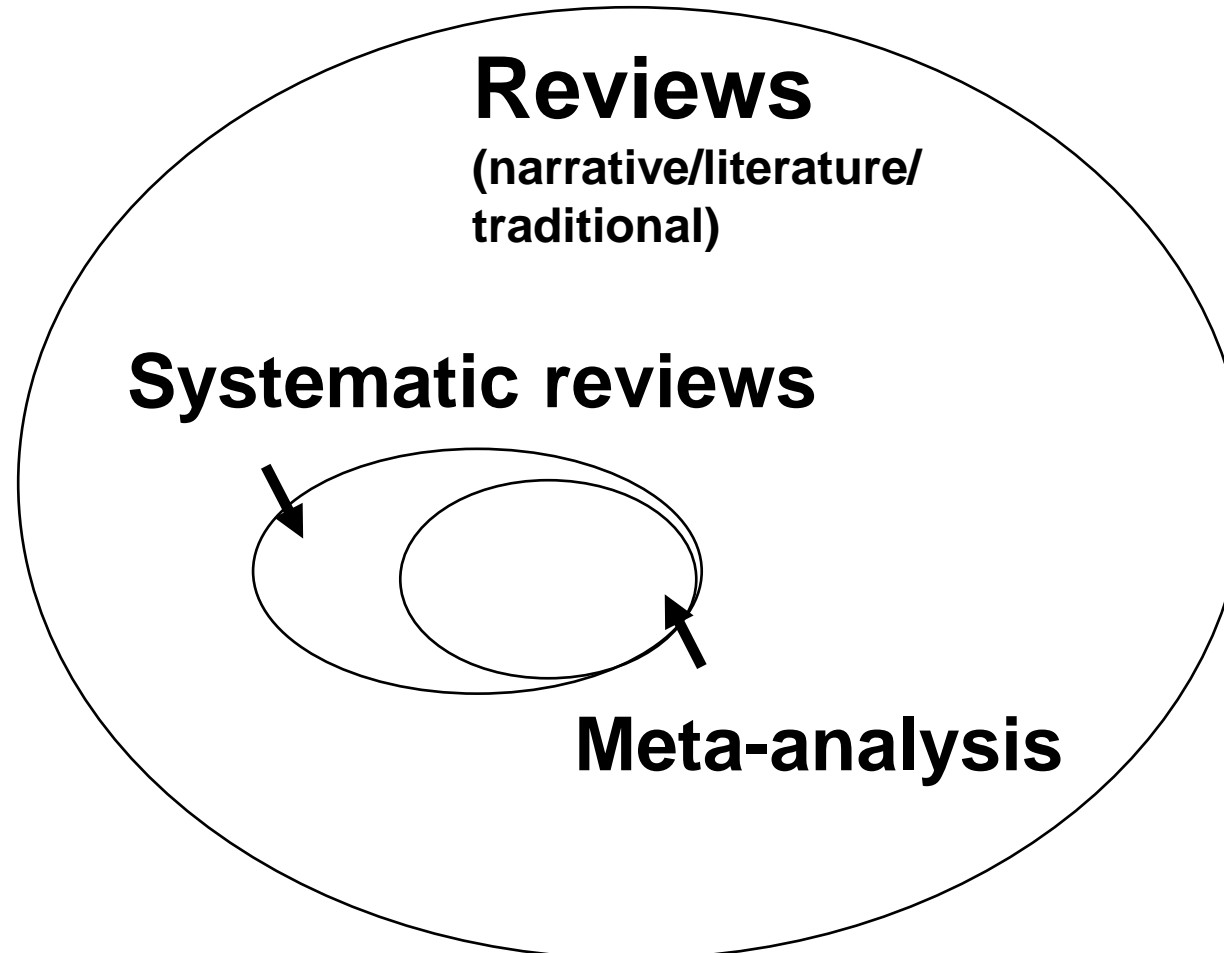 Reviews
(narrative/literature/
traditional)
Systematic reviews
Meta-analysis